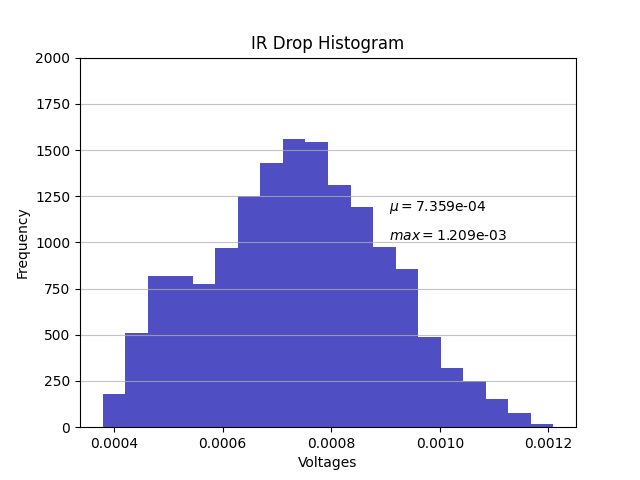 IR Drop Histogram
2000
1750
1500
1250
1000
750
500
250
0
Frequency
μ = 7.359e-04
max = 1.209e-03
0.0004 0.0006 0.0008 0.0010 0.0012
Voltages